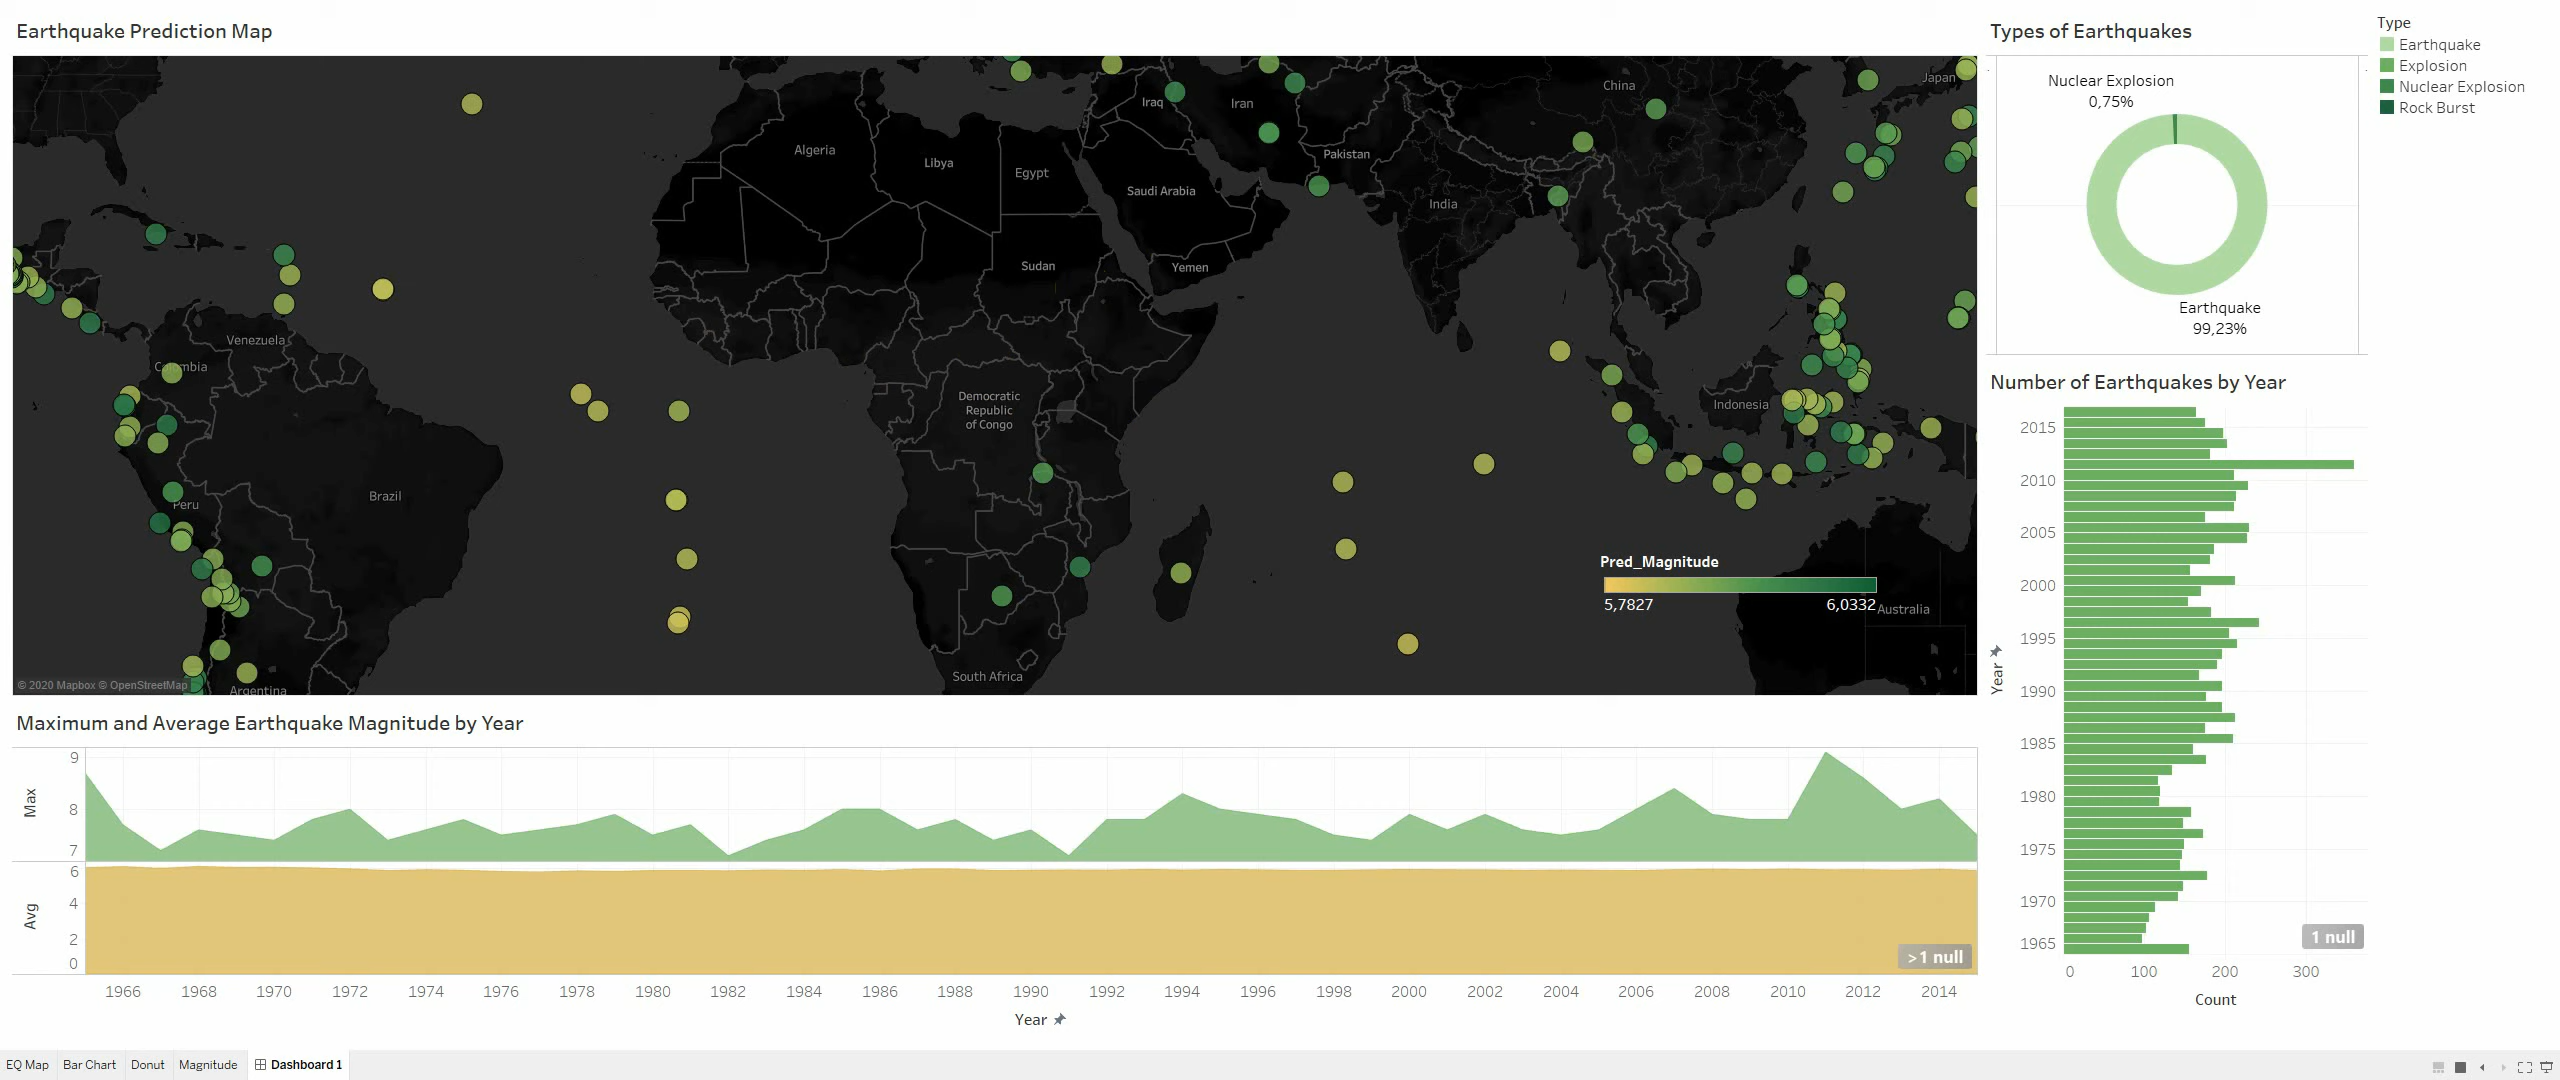 Earthquake Prediction Map
Japan
China
Iraq
Iran
Algeria
Libya
Egypt
Pakistan
Saudi Arabia
India
Sudan
Yemen
Venezuela
Colombia
Democratic
Republic
of Congo
Indonesia
Brazil
Peru
Pred_Magnitude
5,7827
6,0332
Australia
South Africa
Argentina
© 2020 Mapbox © OpenStreetMap
Types of Earthquakes
Nuclear Explosion
0,75%
Earthquake
99,23%
Type
Earthquake
Explosion
Nuclear Explosion
Rock Burst
Number of Earthquakes by Year
Year
2015
2010
2005
2000
1995
1990
1985
1980
1975
1970
1965
1 null
0 100 200 300
Count
Maximum and Average Earthquake Magnitude by Year
Max
9
8
7
Avg
6
4
2
0
>1 null
1966 1968 1970 1972 1974 1976 1978 1980 1982 1984 1986 1988 1990 1992 1994 1996 1998 2000 2002 2004 2006 2008 2010 2012 2014
Year
EQ Map Bar Chart Donut Magnitude Dashboard 1